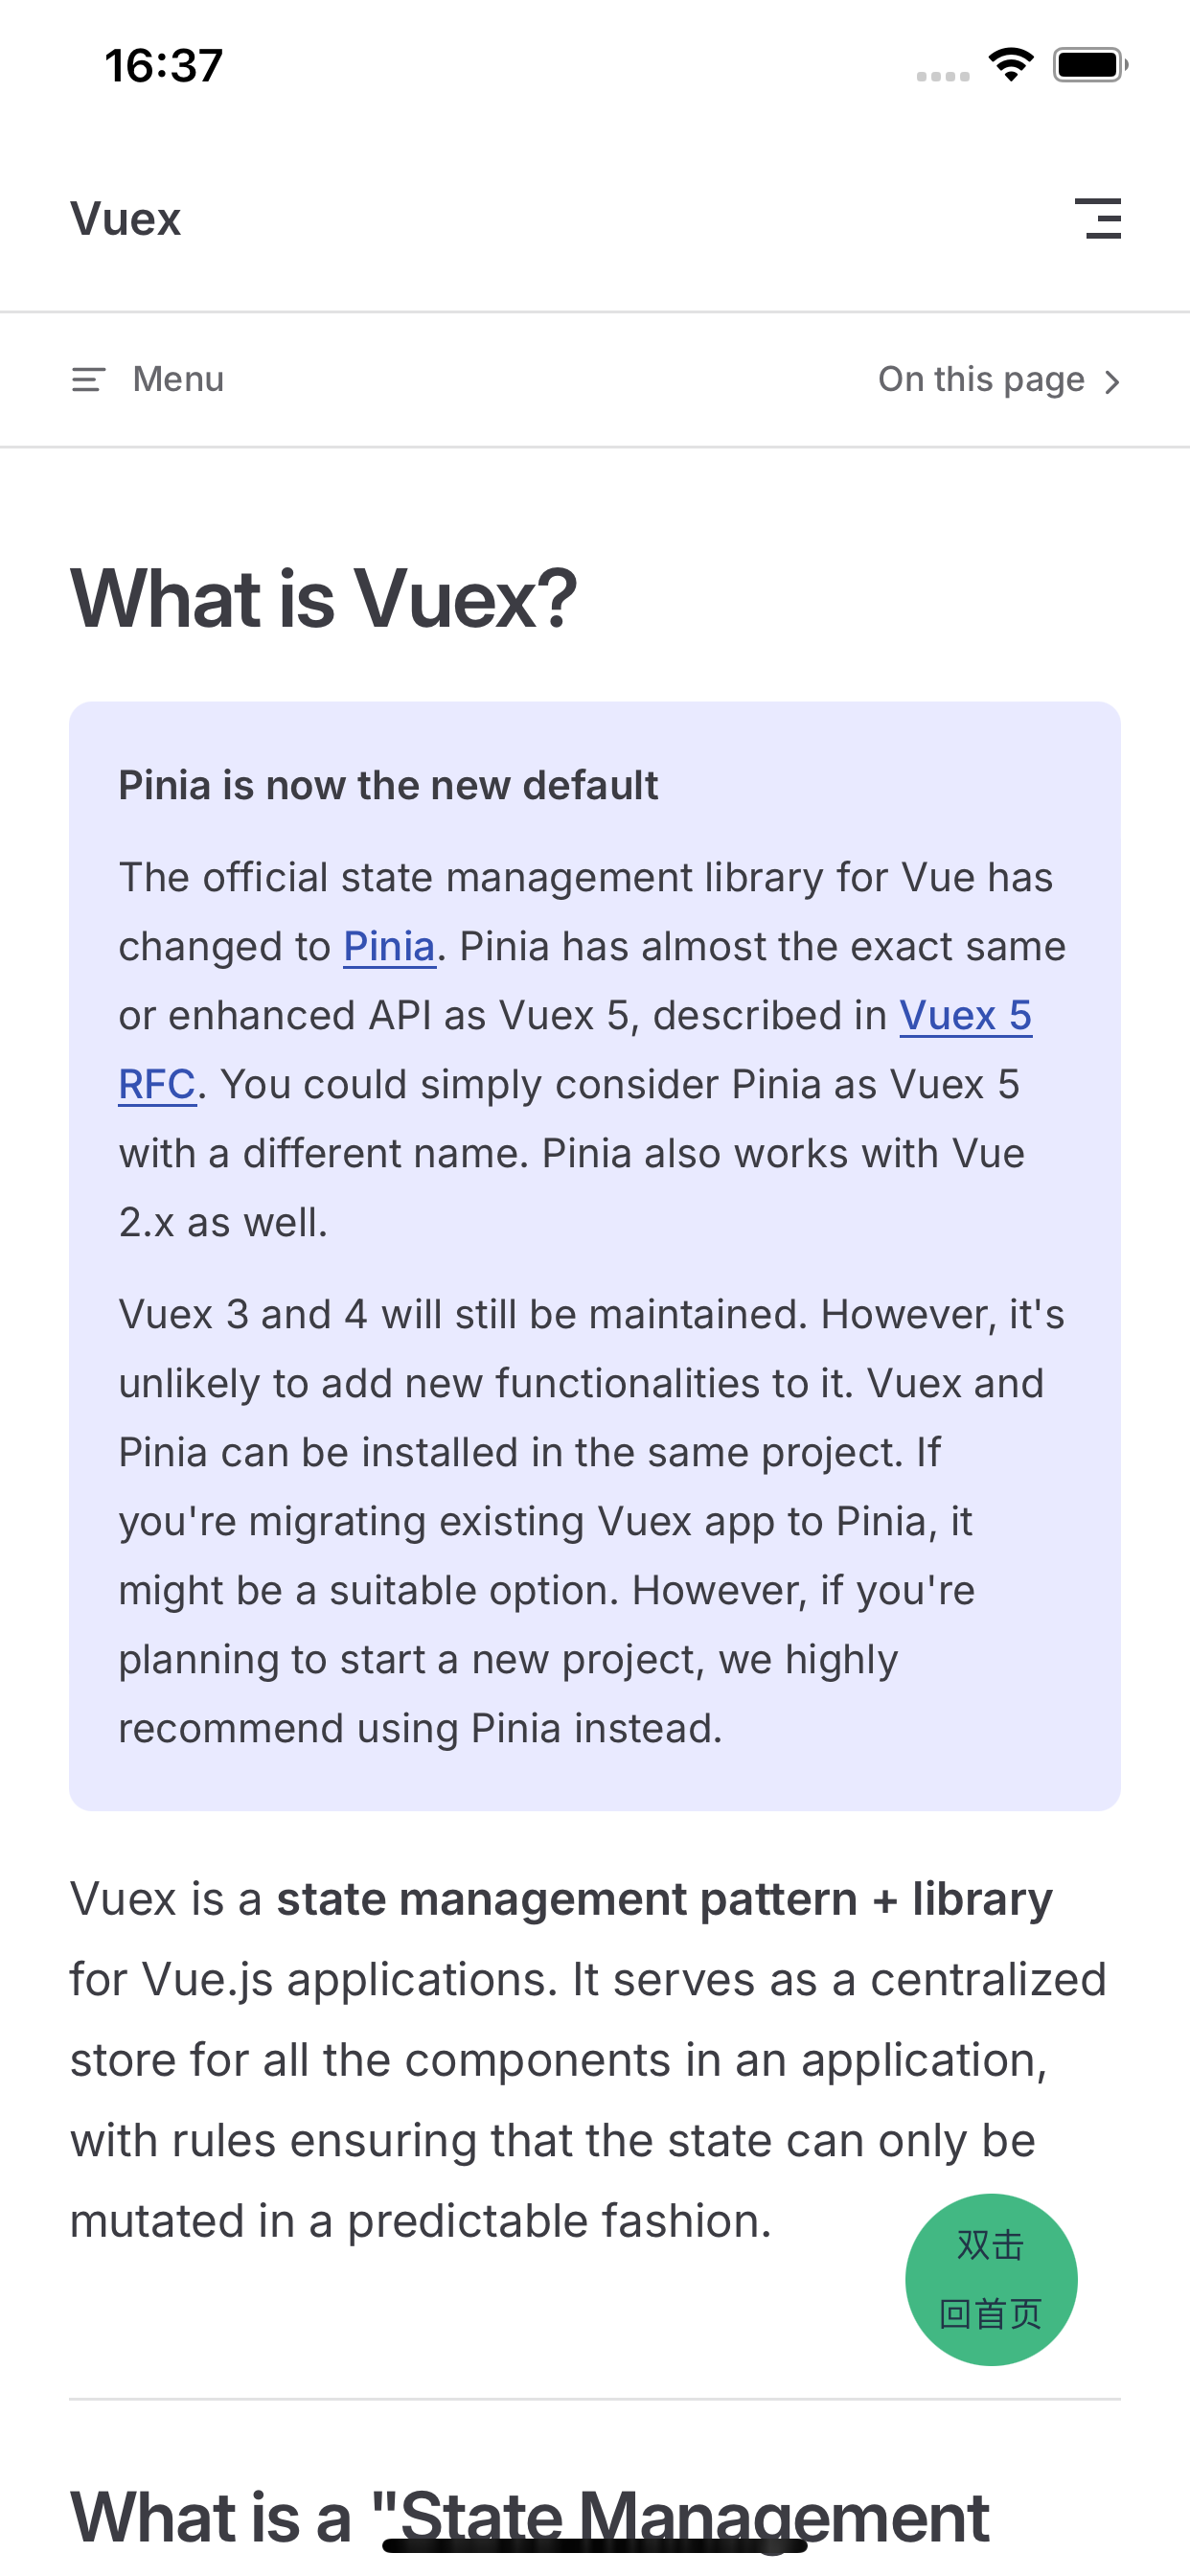 16:37
Vuex
Menu
On this page
What is Vuex?
Pinia is now the new default
The official state management library for Vue has
changed to Pinia. Pinia has almost the exact same
or enhanced API as Vuex 5, described in Vuex 5
RFC. You could simply consider Pinia as Vuex 5
with a different name. Pinia also works with Vue
2.x as well.
Vuex 3 and 4 will still be maintained. However, it's
unlikely to add new functionalities to it. Vuex and
Pinia can be installed in the same project. If
you're migrating existing Vuex app to Pinia, it
might be a suitable option. However, if you're
planning to start a new project, we highly
recommend using Pinia instead.
Vuex is a state management pattern + library
for Vue.js applications. It serves as a centralized
store for all the components in an application,
with rules ensuring that the state can only be
mutated in a predictable fashion.
双击
回首页
What is a "State Management